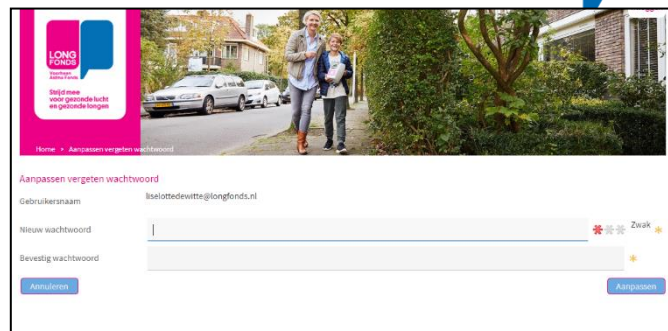 LONG
FONDS
Voorheen
Astma Fonds
Strijd mee
voor gezonde lucht
en gezonde longen
Home Aanpassen vergeten wachtwoord
Aanpassen vergeten wachtwoord
Gebruikersnaam liselottedewitte@longfonds.nl
Nieuw wachtwoord Zwak *
Bevestig wachtwoord *
Annuleren Aanpassen